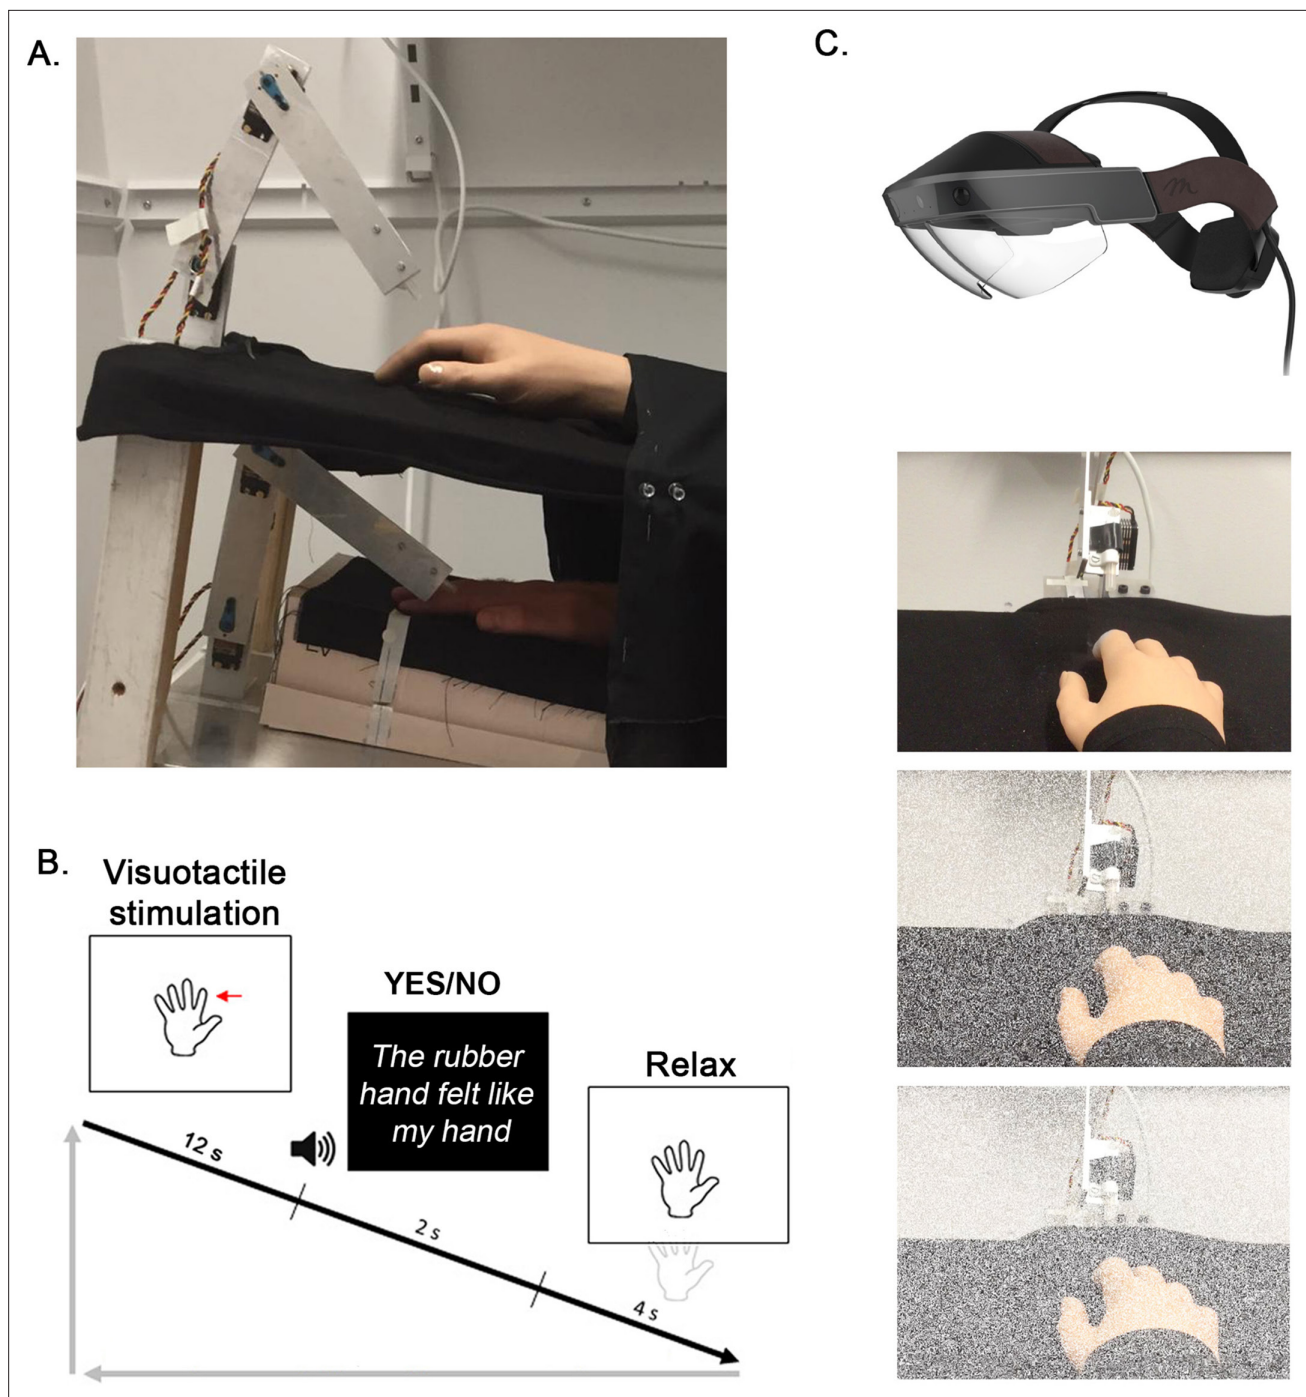 A.
C.
B.
Visuotactile
stimulation
YES/NO
The rubber
hand felt like
my hand
Relax
12 s
2 s
4 s